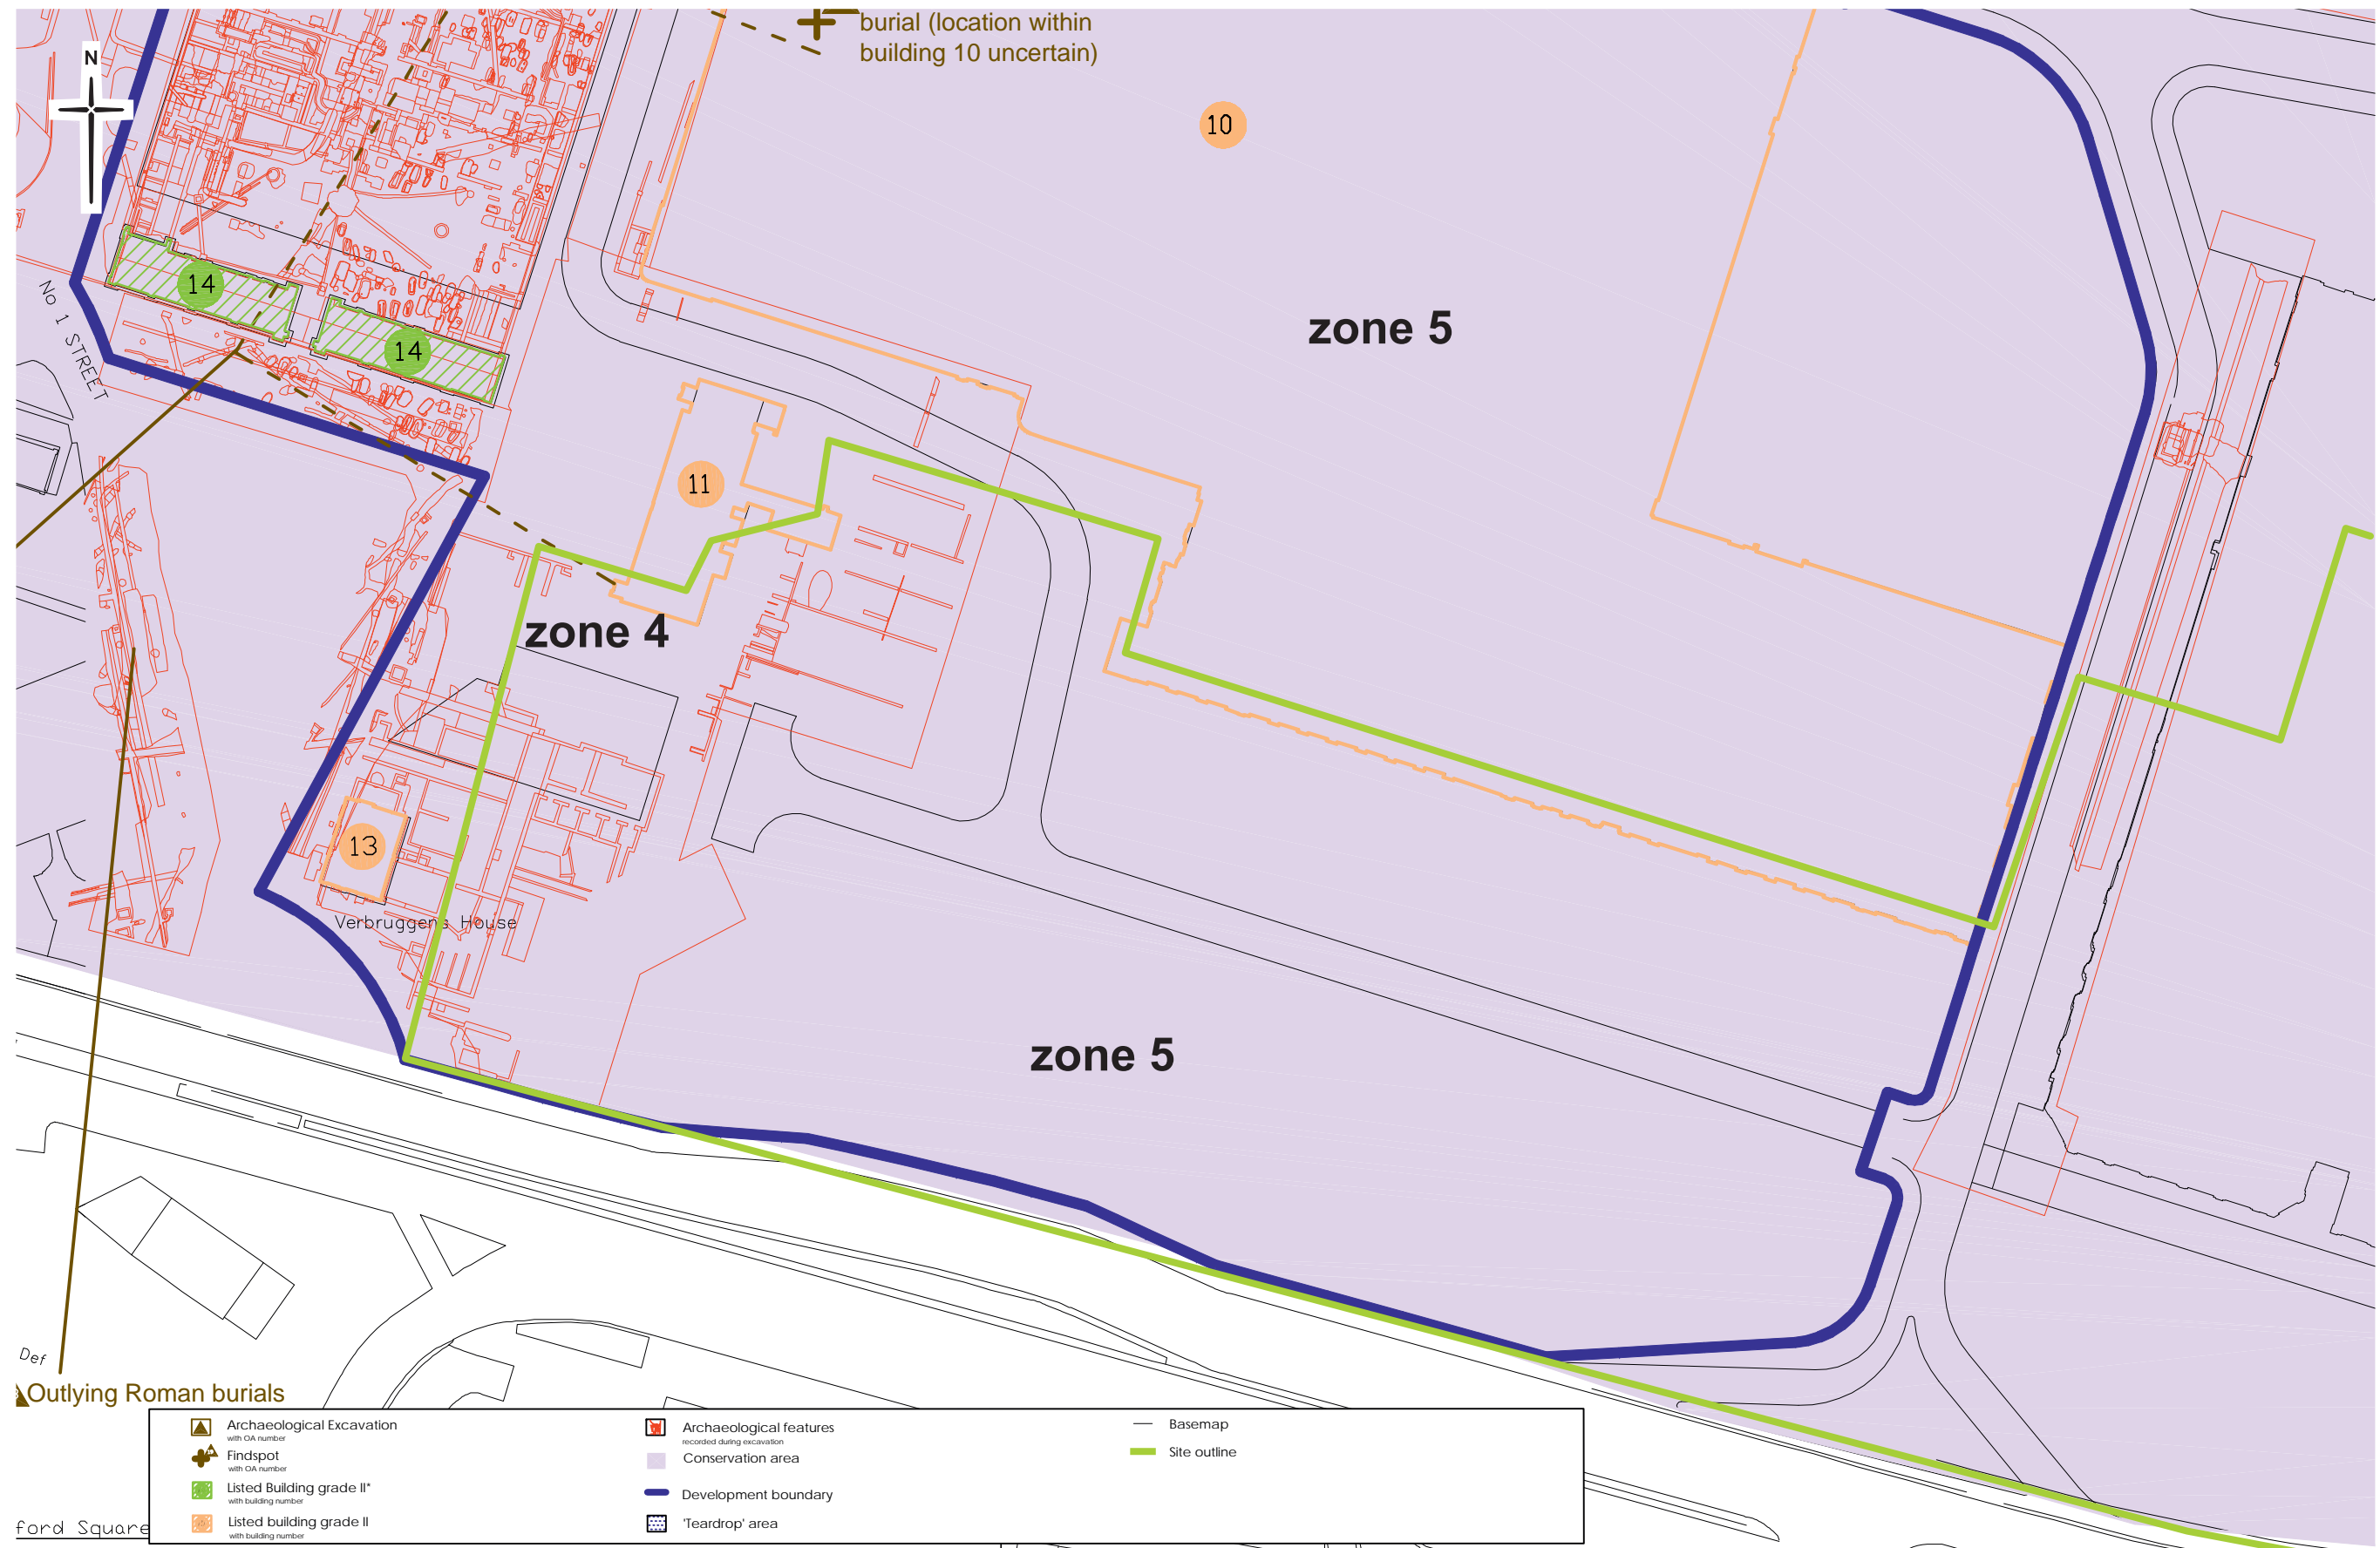 burial (location within
building 10 uncertain)
N
10
zone 5
14
14
No 1 STREET
11
zone 4
13
Verbruggens House
zone 5
Def
Outlying Roman burials
Archaeological Excavation
with OA number
Findspot
with OA number
Listed Building grade II*
with building number
Listed building grade II
with building number
Archaeological features
recorded during excavation
Conservation area
Development boundary
'Teardrop' area
Basemap
Site outline
ford Square